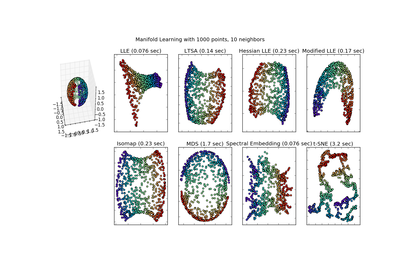 Manifold Learning with 1000 points, 10 neighbors
LLE (0.076 sec)
LTSA (0.14 sec)
Hessian LLE (0.23 sec)
Modified LLE (0.17 sec)
Isomap (0.23 sec)
MDS (1.7 sec)
Spectral Embedding (0.076 sec)
t-SNE (3.2 sec)